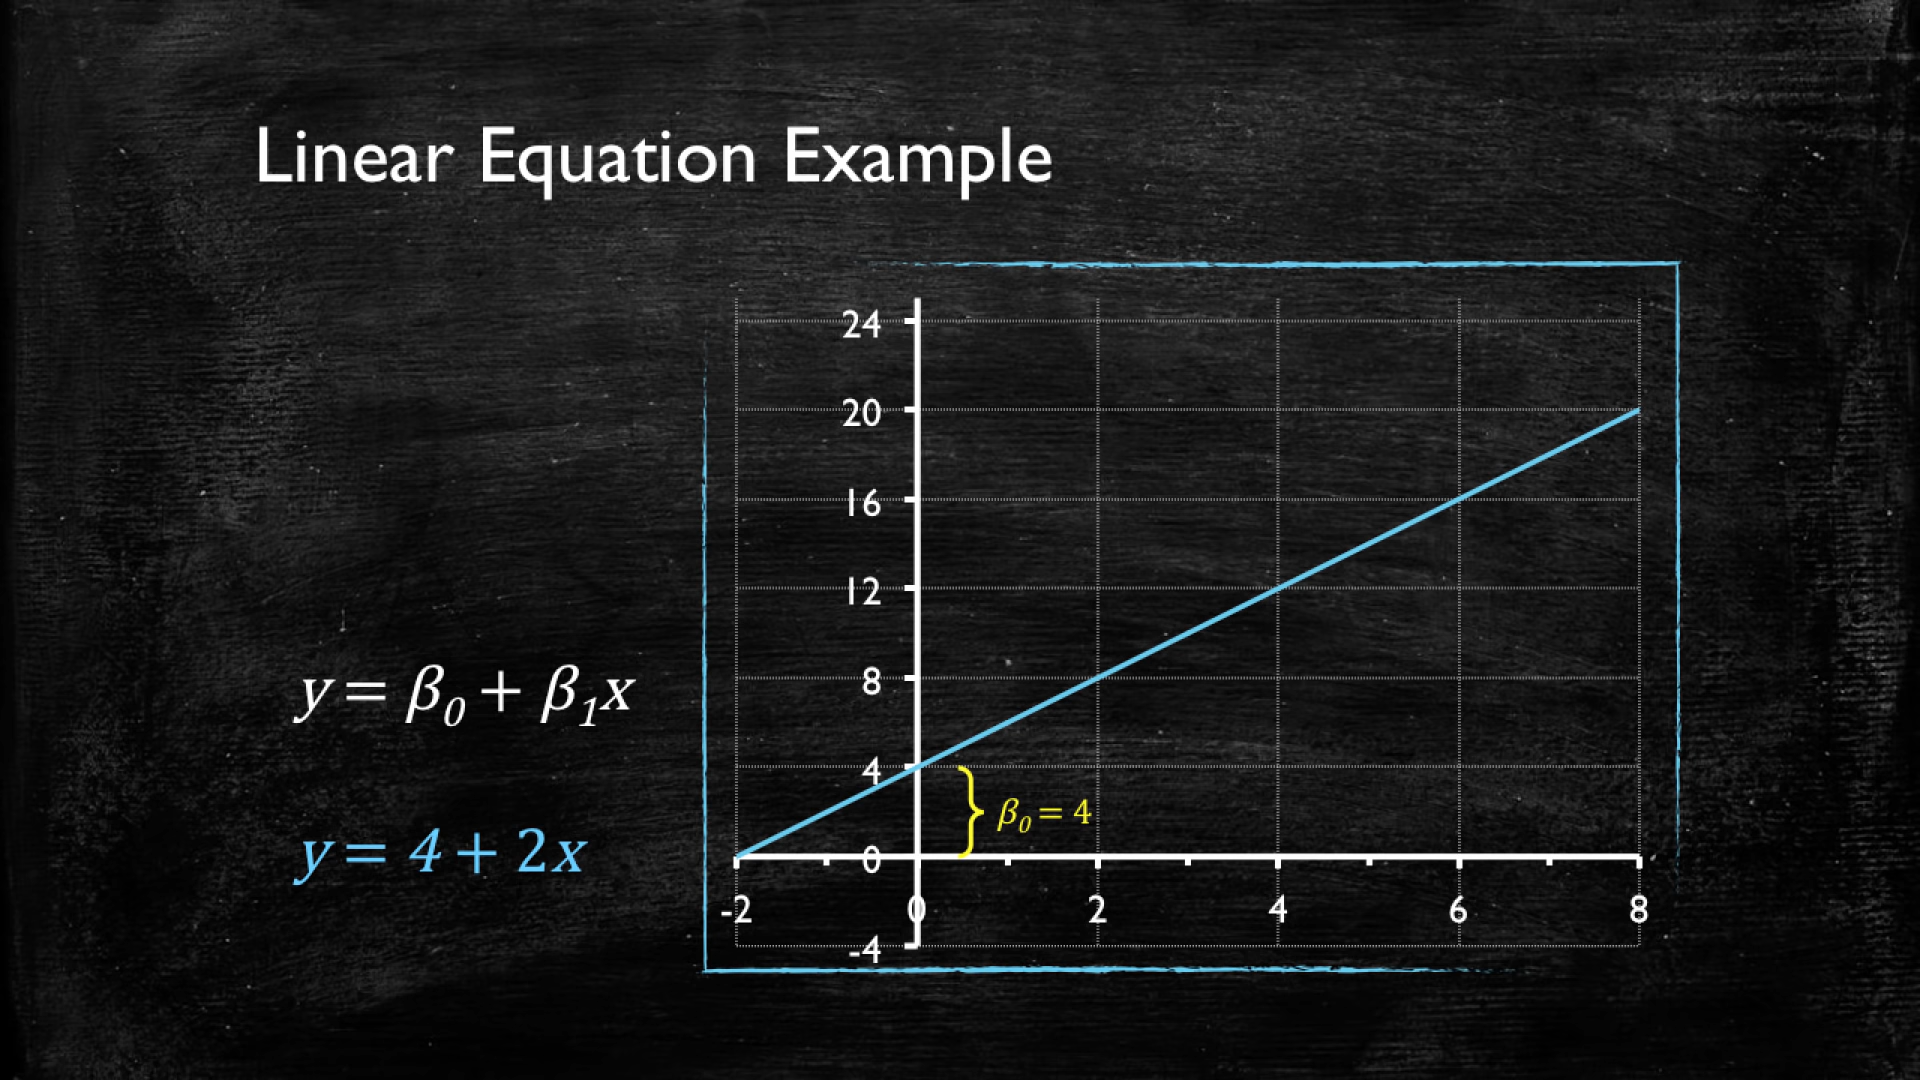 Linear Equation Example
y = β₀ + β₁x
y = 4 + 2x
24
20
16
12
8
4
0
-4
β₀ = 4
-2 0 2 4 6 8